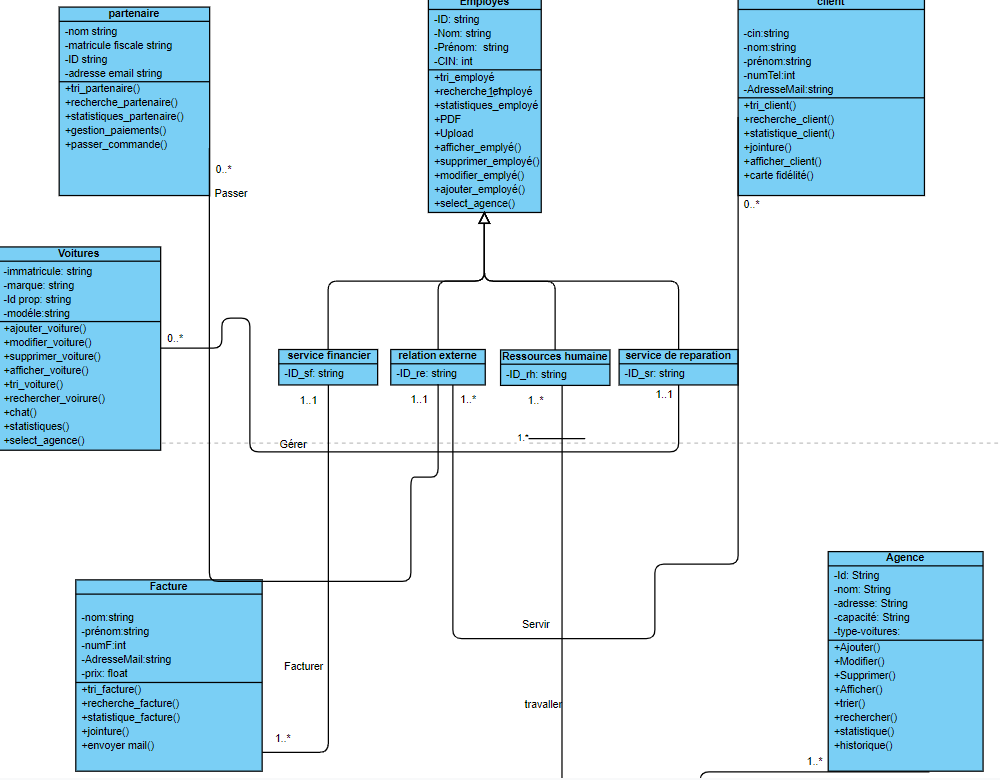 partenaire
-nom string
-matricule fiscale string
-ID string
-adresse email string
+tri_partenaire()
+recherche_partenaire()
+statistiques_partenaire()
+gestion_paiements()
+passer_commande()
0..*
Passer
Employés
-ID: string
-Nom: string
-Prénom:  string
-CIN: int
+tri_employé
+recherche_employé
+statistiques_employé
+PDF
+Upload
+afficher_emplyé()
+supprimer_employé()
+modifier_emplyé()
+ajouter_employé()
+select_agence()
client
-cin:string
-nom:string
-prénom:string
-numTel:int
-AdresseMail:string
+tri_client()
+recherche_client()
+statistique_client()
+jointure()
+afficher_client()
+carte fidélité()
0..*
Voitures
-immatricule: string
-marque: string
-Id prop: string
-modéle:string
+ajouter_voiture()
+modifier_voiture()
+supprimer_voiture()
+afficher_voiture()
+tri_voiture()
+rechercher_voirure()
+chat()
+statistiques()
+select_agence()
0..*
service financier
-ID_sf: string
1..1
relation externe
-ID_re: string
1..1
1..*
Ressources humaine
-ID_rh: string
1..*
service de reparation
-ID_sr: string
1..1
1.*
Gérer
Facture
-nom:string
-prénom:string
-numF:int
-AdresseMail:string
-prix: float
+tri_facture()
+recherche_facture()
+statistique_facture()
+jointure()
+envoyer mail()
Facturer
1..*
Servir
travaller
Agence
-Id: String
-nom: String
-adresse: String
-capacité: String
-type-voitures:
+Ajouter()
+Modifier()
+Supprimer()
+Afficher()
+trier()
+rechercher()
+statistique()
+historique()
1..*